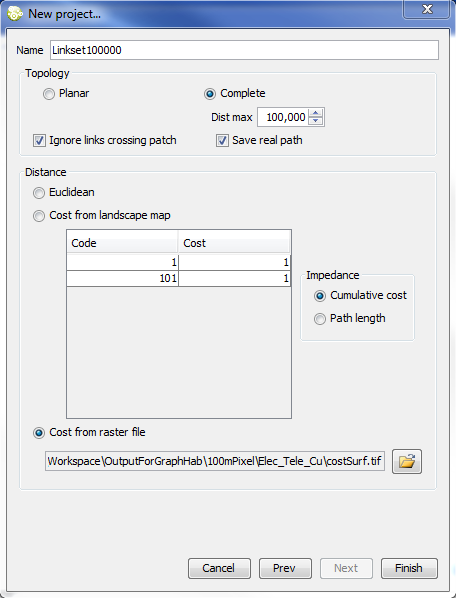 New project...
Name Linkset100000
Topology
Planar Complete
Dist max 100,000
Ignore links crossing patch Save real path
Distance
Euclidean
Cost from landscape map
Code Cost
1 1
101 1
Impedance
Cumulative cost
Path length
Cost from raster file
Workspace\OutputForGraphHab\100mPixel\Elec_Tele_Cu\costSurf.tif
Cancel Prev Next Finish